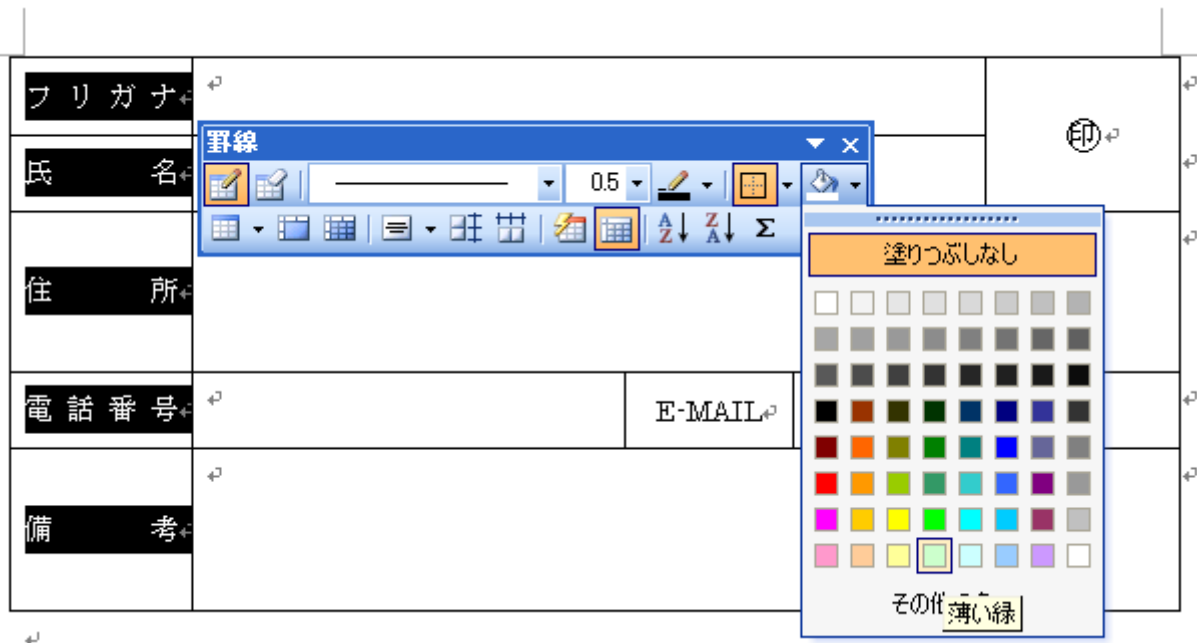 フリガナ
印
罫線
氏 名
0.5
塗りつぶしなし
住 所
電話番号
E-MAIL
備 考
その他
薄い緑